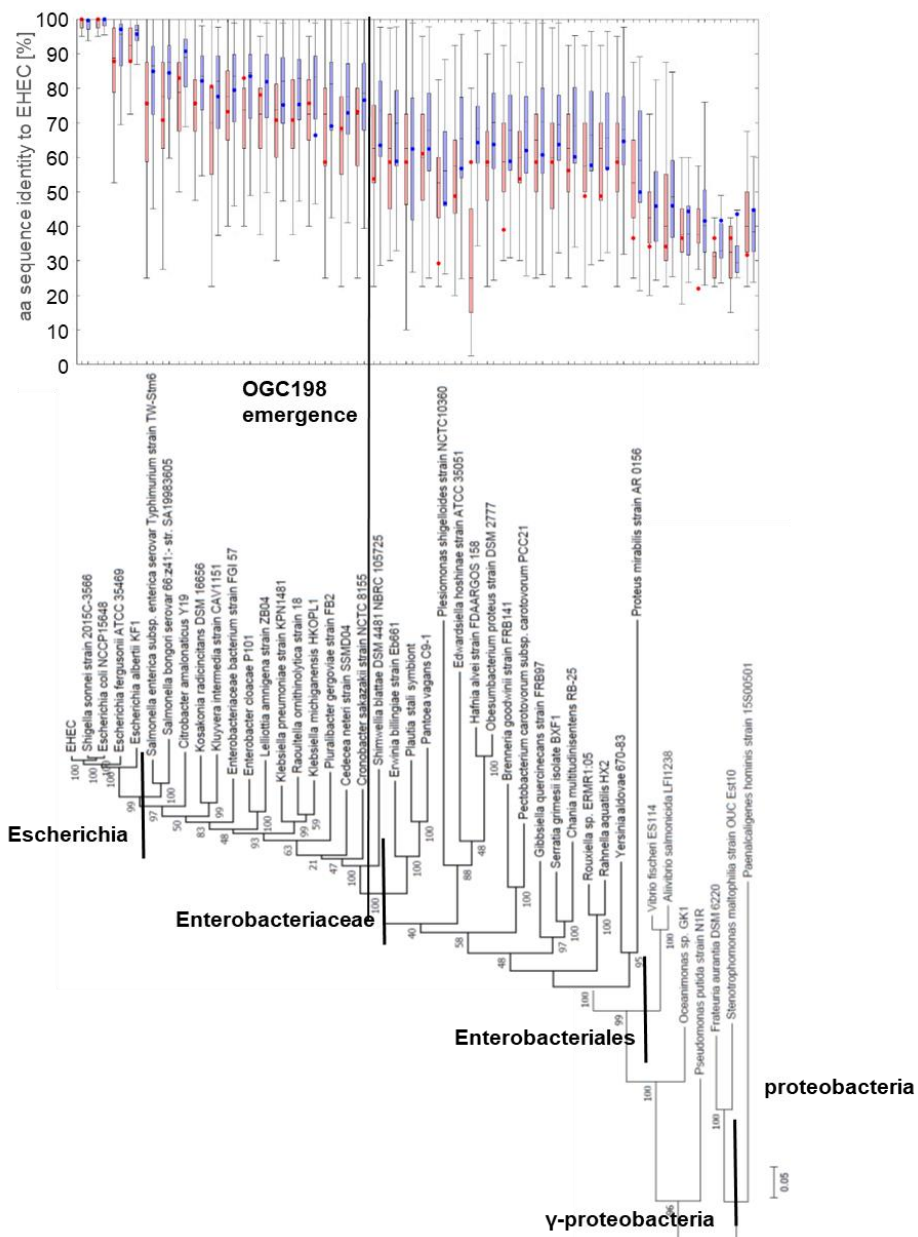 aa sequence identity to EHEC [%]
100
90
80
70
60
50
40
30
20
10
0
OGC198
emergence
EHEC
Shigella sonnei strain 2015C-3566
Escherichia coli NCCP15648
Escherichia fergusonii ATCC 35469
Escherichia albertii KF1
Salmonella enterica subsp. enterica serovar Typhimurium strain TW-Stm6
Salmonella bongori serovar 66:z41:- str. SA19983605
Citrobacter amalonaticus Y19
Kosakonia radicincitans DSM 16656
Kluyvera intermedia strain CAV1151
Enterobacteriaceae bacterium strain FGI 57
Enterobacter cloacae P101
Lelliottia amnigena strain ZB04
Klebsiella pneumoniae strain KPN1481
Raoultella ornithinolytica strain 18
Klebsiella michiganensis HKOPL1
Pluralibacter gergoviae strain FB2
Cedecea neteri strain SSMD04
Cronobacter sakazakii strain NCTC 8155
Shimwellia blattae DSM 4481 NBRC 105725
Erwinia billingiae strain Eb661
Plautia stali symbiont
Pantoea vagans C9-1
Plesiomonas shigelloides strain NCTC10360
Edwardsiella hoshinae strain ATCC 35051
Hafnia alvei strain FDAARGOS 158
Obesumbacterium proteus strain DSM 2777
Brenneria goodwinii strain FRB141
Pectobacterium carotovorum subsp. carotovorum PCC21
Gibbsiella quercinecans strain FRB97
Serratia grimesii isolate BXF1
Chania multitudinisentens RB-25
Rouxiella sp. ERMR1:05
Rahnella aquatilis HX2
Yersinia aldovae 670-83
Proteus mirabilis strain AR 0156
Vibrio fischeri ES114
Aliivibrio salmonicida LFI1238
Oceanimonas sp. GK1
Pseudomonas putida strain N1R
Frateuria aurantia DSM 6220
Stenotrophomonas maltophilia strain OUC Est10
Paenalcaligenes hominis strain 15S00501
100
100
100
99
97
100
50
83
99
48
93
100
63
99
59
21
47
100
100
100
100
88
48
100
40
58
100
48
97
100
100
95
100
100
99
100
100
96
Escherichia
Enterobacteriaceae
Enterobacteriales
proteobacteria
γ-proteobacteria
0.05